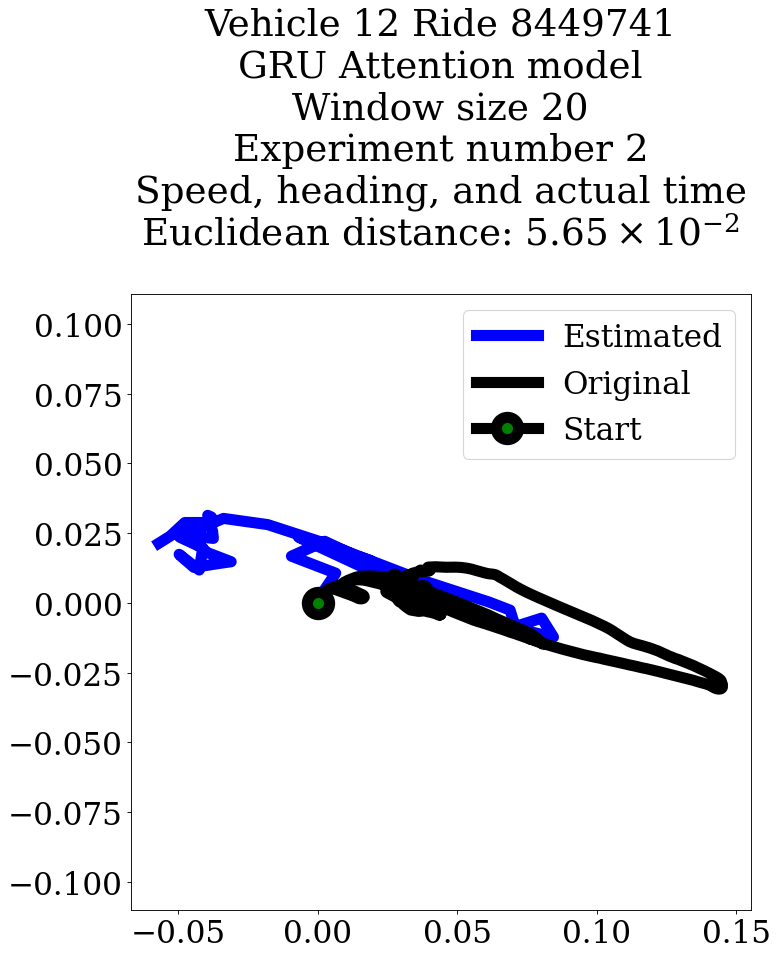 Vehicle 12 Ride 8449741
GRU Attention model
Window size 20
Experiment number 2
Speed, heading, and actual time
Euclidean distance: 5.65 × 10⁻²
Estimated
Original
Start
0.100
0.075
0.050
0.025
0.000
−0.025
−0.050
−0.075
−0.100
−0.05 0.00 0.05 0.10 0.15